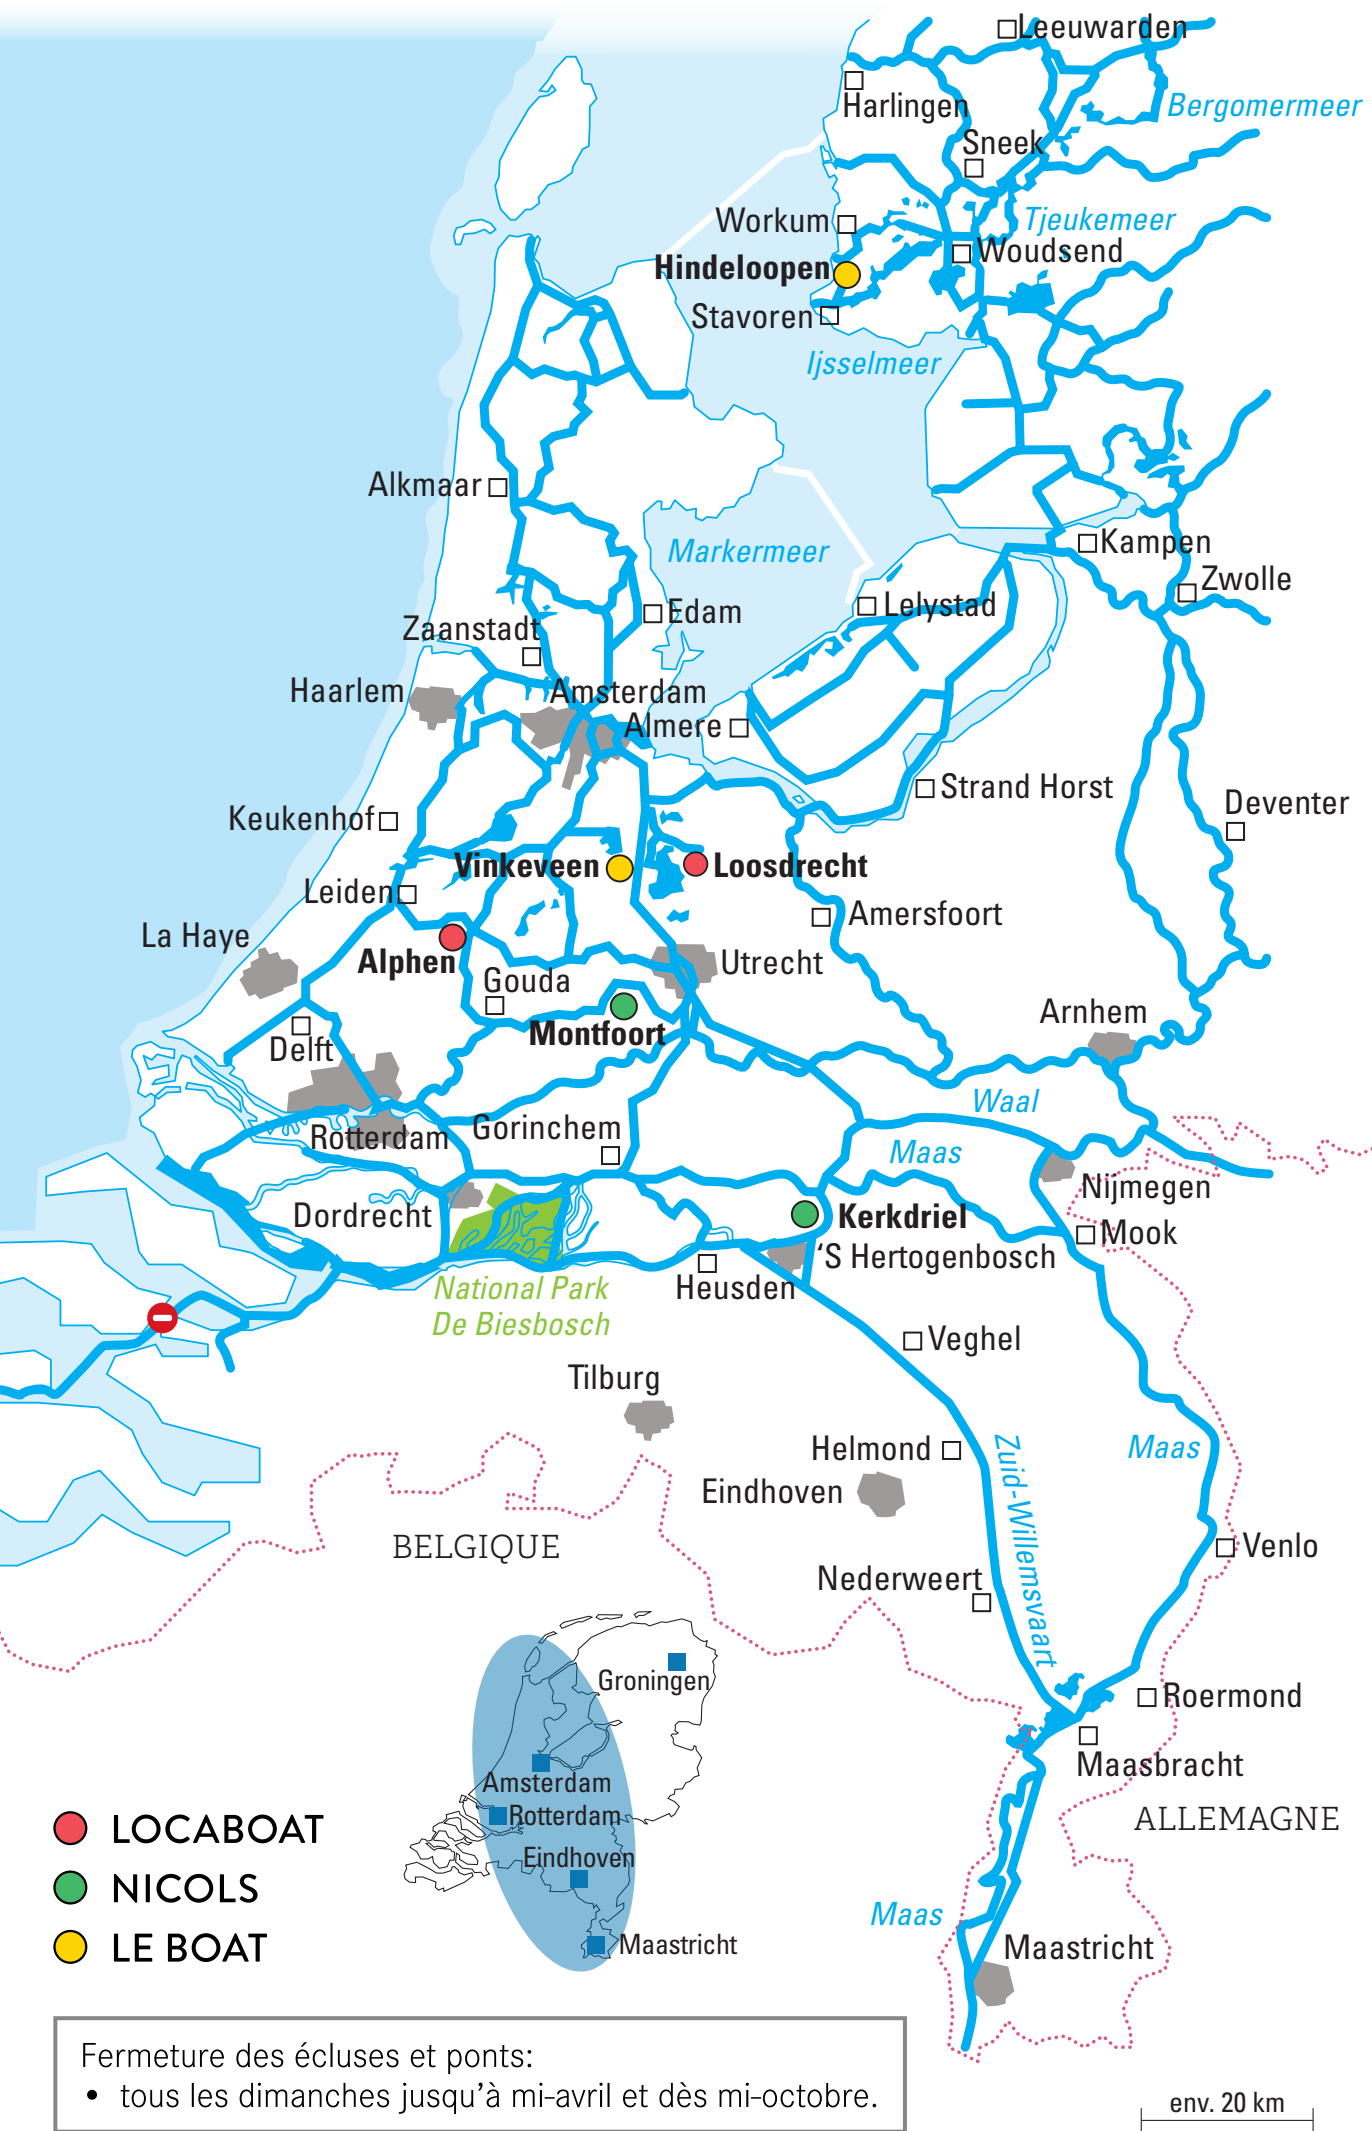 Leeuwarden
Harlingen
Bergomermeer
Sneek
Workum
Tjeukemeer
Woudsend
Hindeloopen
Stavoren
Ijsselmeer
Alkmaar
Markermeer
Kampen
Zwolle
Lelystad
Edam
Zaanstadt
Haarlem
Amsterdam
Almere
Strand Horst
Deventer
Keukenhof
Vinkeveen
Loosdrecht
Leiden
Amersfoort
La Haye
Alphen
Utrecht
Gouda
Arnhem
Montfoort
Delft
Waal
Rotterdam
Gorinchem
Maas
Nijmegen
Dordrecht
Kerkdriel
Mook
‘S Hertogenbosch
Heusden
National Park
De Biesbosch
Veghel
Tilburg
Helmond
Zuid-Willemsvaart
Maas
Eindhoven
BELGIQUE
Venlo
Nederweert
Groningen
Roermond
Maasbracht
Amsterdam
Rotterdam
ALLEMAGNE
LOCABOAT
Eindhoven
NICOLS
Maas
LE BOAT
Maastricht
Maastricht
Fermeture des écluses et ponts:
• tous les dimanches jusqu’à mi-avril et dès mi-octobre.
env. 20 km